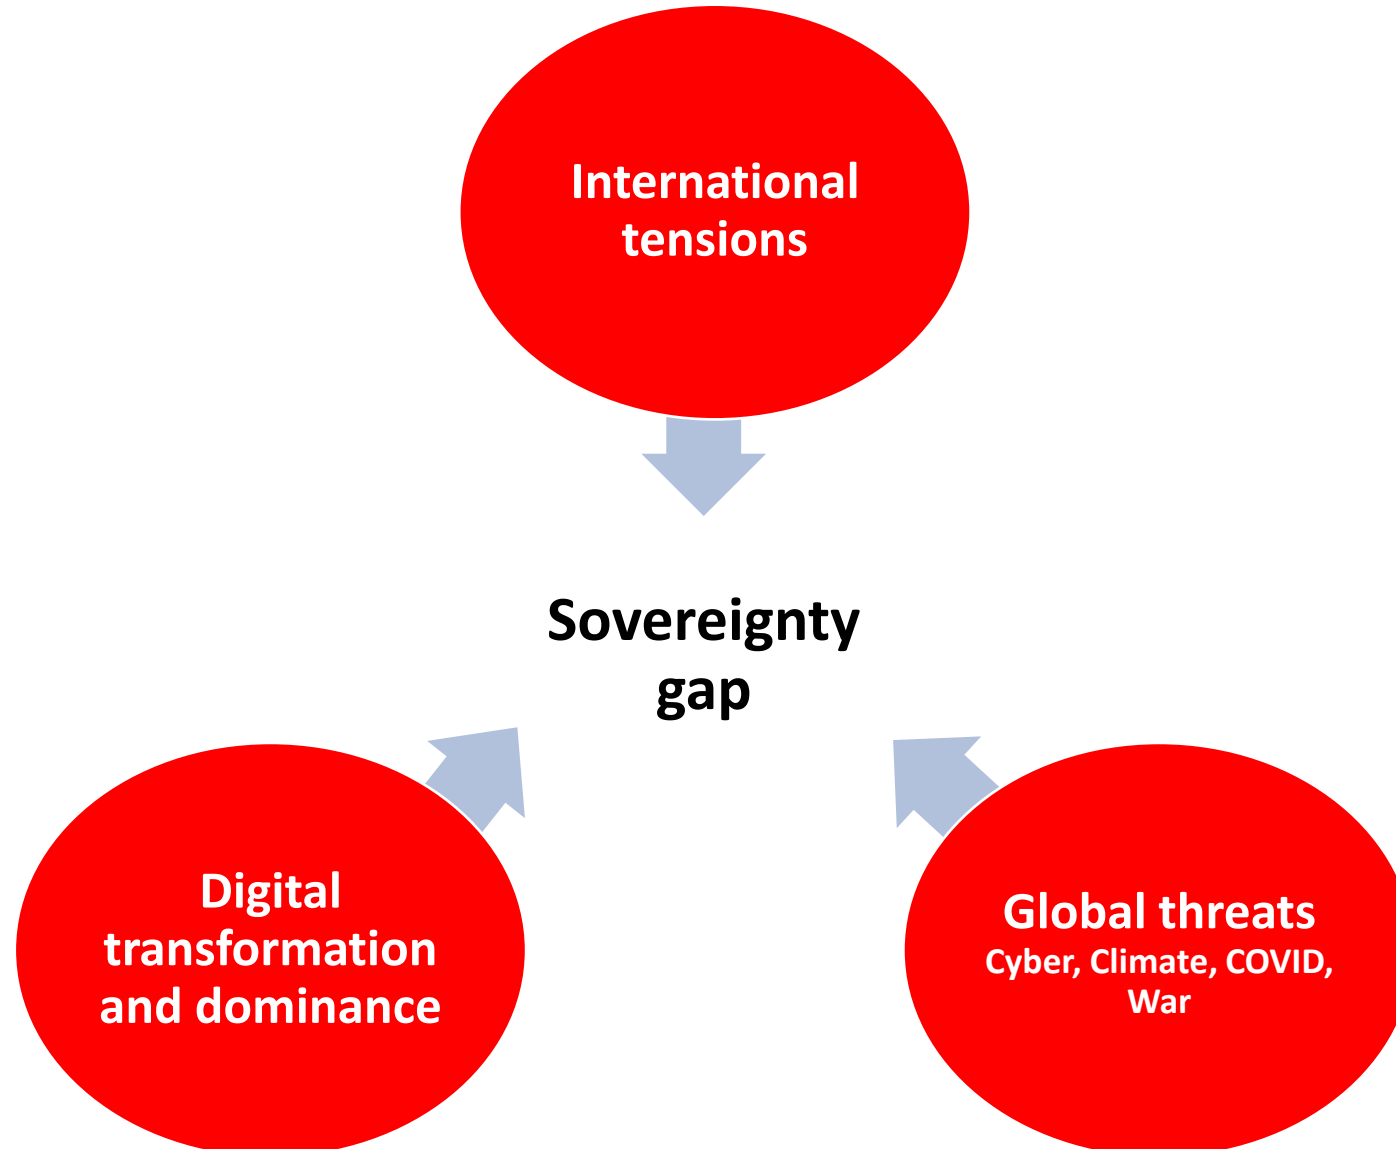 International
tensions
Sovereignty
gap
Digital
transformation
and dominance
Global threats
Cyber, Climate, COVID,
War